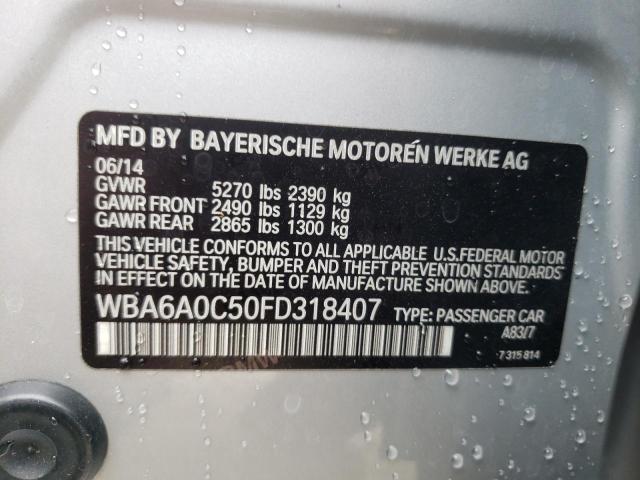 MFD BY BAYERISCHE MOTOREN WERKE AG
06/14
GVWR 5270 lbs 2390 kg
GAWR FRONT 2490 lbs 1129 kg
GAWR REAR 2865 lbs 1300 kg
THIS VEHICLE CONFORMS TO ALL APPLICABLE U.S.FEDERAL MOTOR
VEHICLE SAFETY, BUMPER AND THEFT PREVENTION STANDARDS
IN EFFECT ON THE DATE OF MANUFACTURE SHOWN ABOVE.
WBA6A0C50FD318407 TYPE: PASSENGER CAR
A83/7
7 315 814